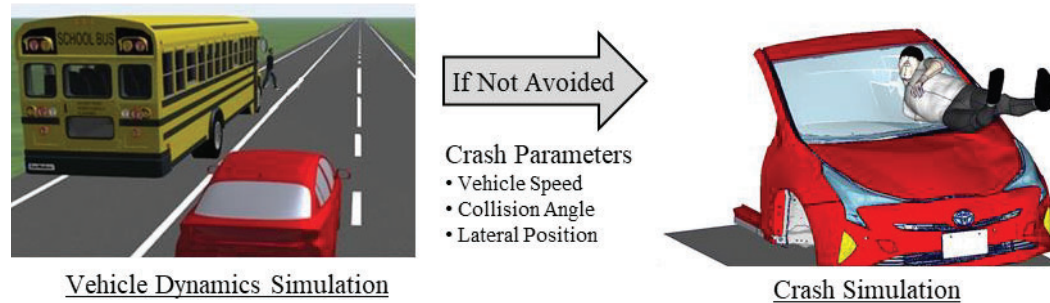 SCHOOL BUS
If Not Avoided
Crash Parameters
• Vehicle Speed
• Collision Angle
• Lateral Position
Vehicle Dynamics Simulation
Crash Simulation